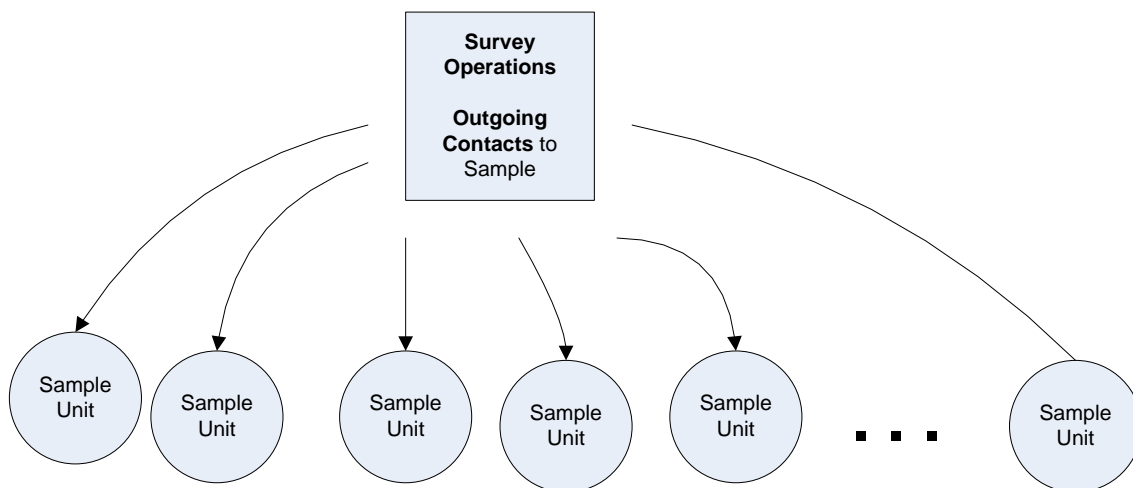 Survey
Operations
Outgoing
Contacts to
Sample
Sample
Unit
Sample
Unit
Sample
Unit
Sample
Unit
Sample
Unit
Sample
Unit